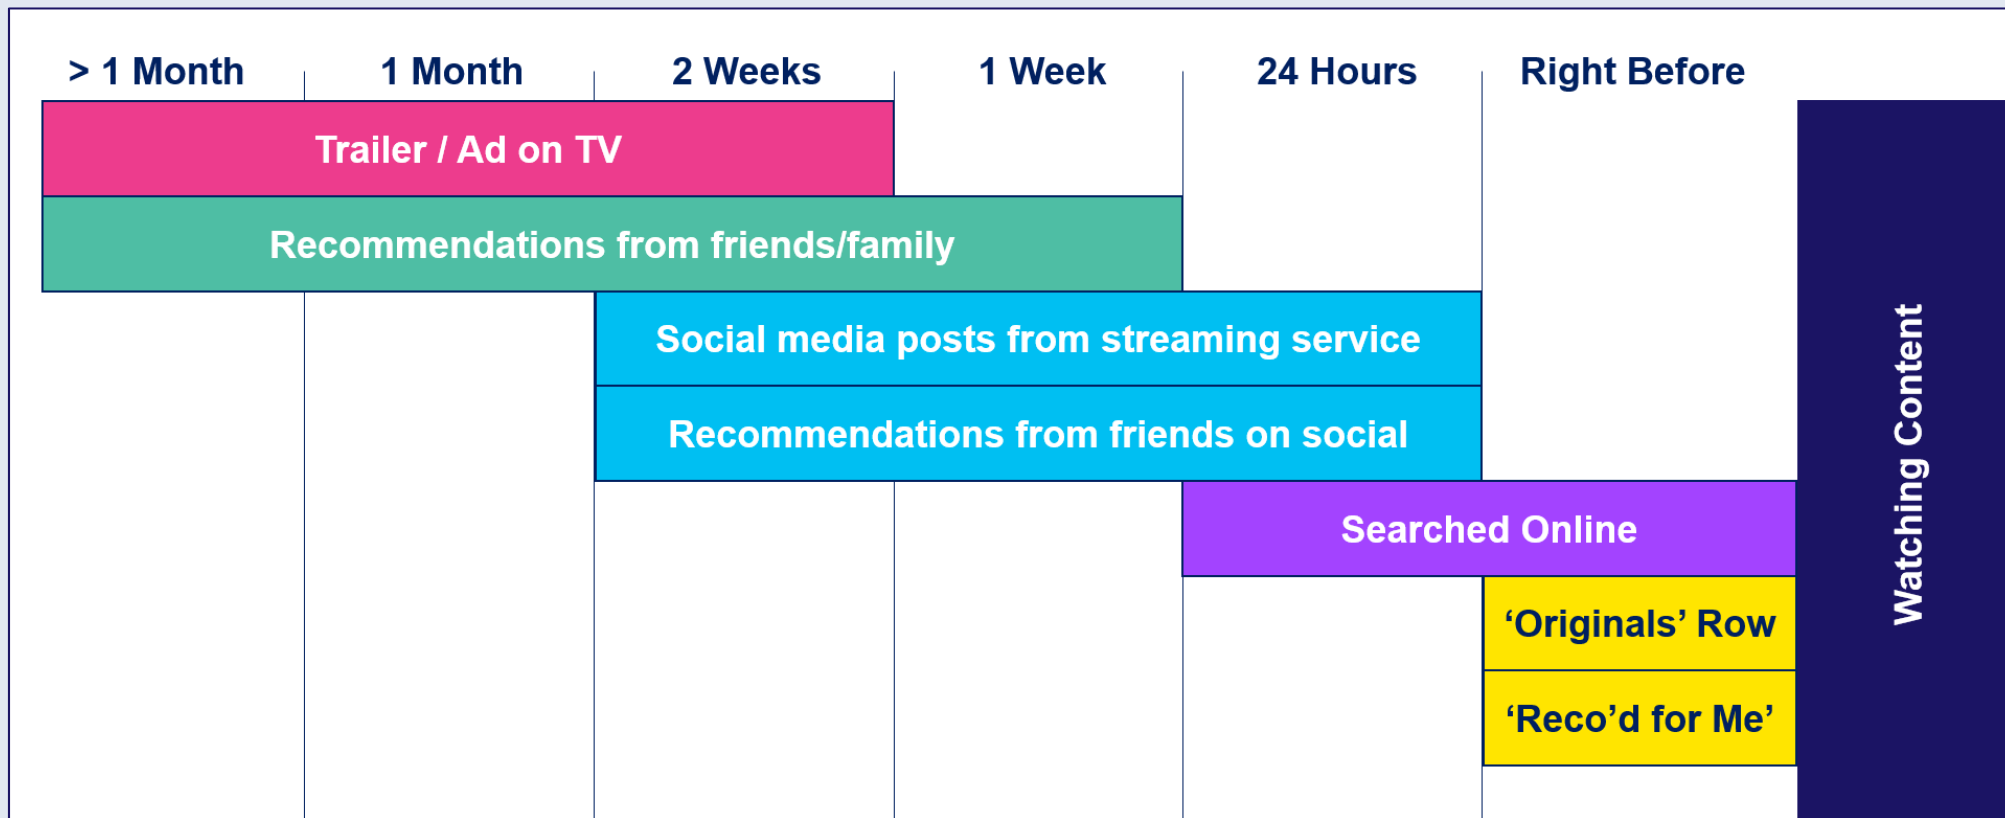 > 1 Month
1 Month
2 Weeks
1 Week
24 Hours
Right Before
Trailer / Ad on TV
Recommendations from friends/family
Social media posts from streaming service
Recommendations from friends on social
Searched Online
‘Originals’ Row
‘Reco’d for Me’
Watching Content